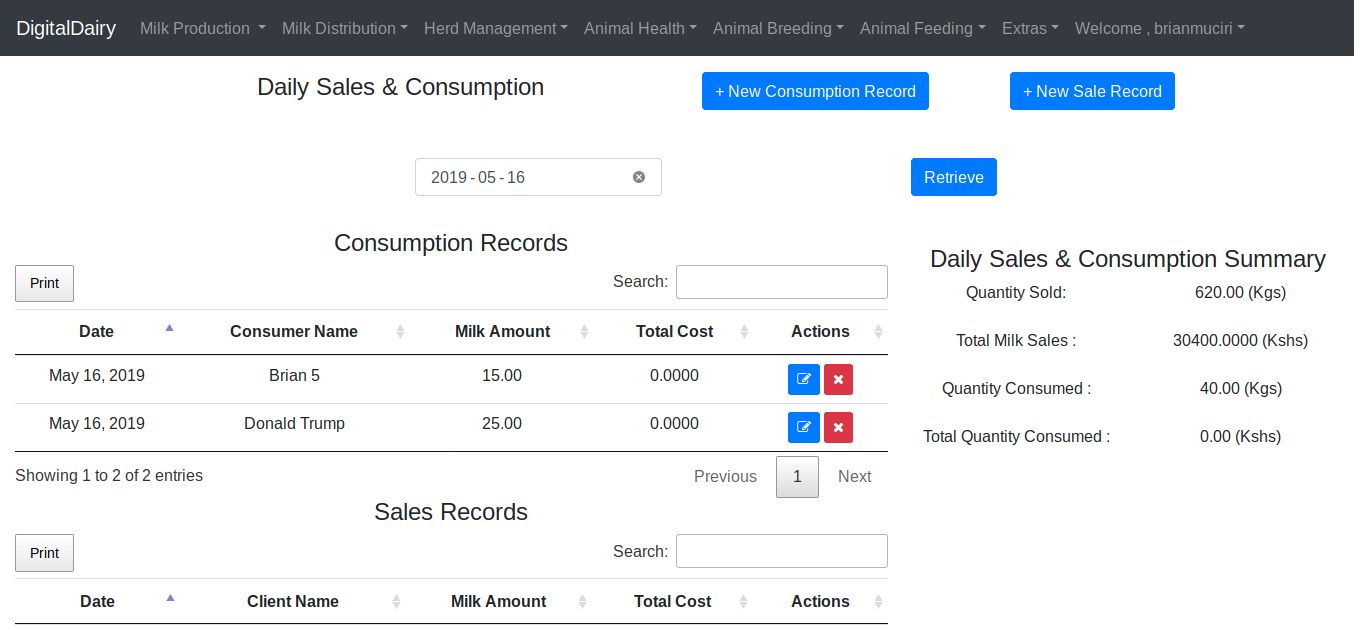 DigitalDairy Milk Production Milk Distribution Herd Management Animal Health Animal Breeding Animal Feeding Extras Welcome , brianmuciri
Daily Sales & Consumption + New Consumption Record + New Sale Record
2019-05-16 Retrieve
Consumption Records
Print Search:
Date Consumer Name Milk Amount Total Cost Actions
May 16, 2019 Brian 5 15.00 0.0000
May 16, 2019 Donald Trump 25.00 0.0000
Showing 1 to 2 of 2 entries Previous 1 Next
Sales Records
Print Search:
Date Client Name Milk Amount Total Cost Actions
Daily Sales & Consumption Summary
Quantity Sold: 620.00 (Kgs)
Total Milk Sales : 30400.0000 (Kshs)
Quantity Consumed : 40.00 (Kgs)
Total Quantity Consumed : 0.00 (Kshs)